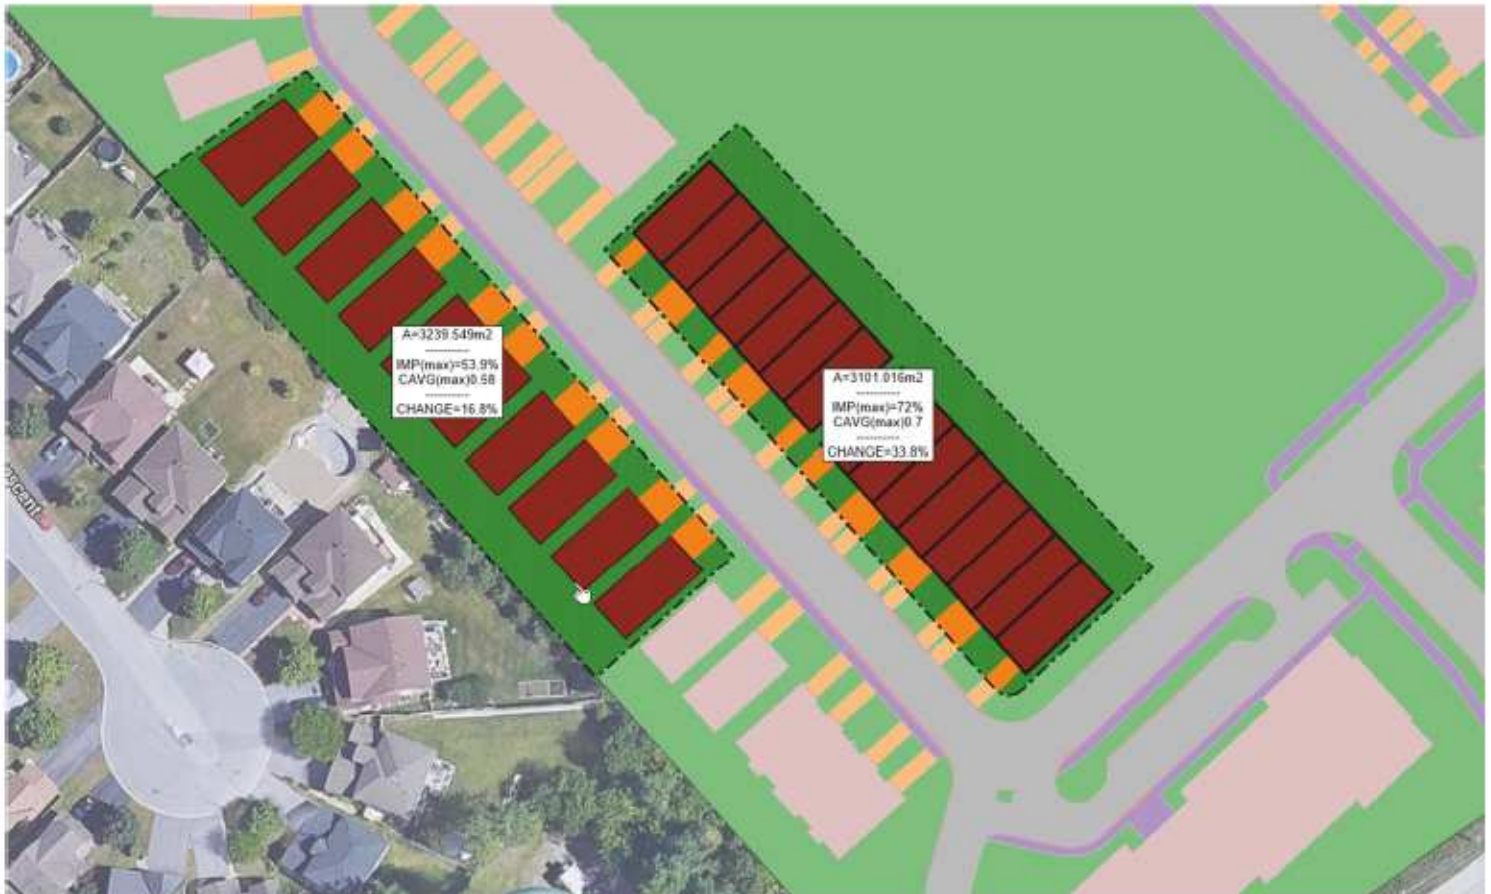 A=3239.549m2
----------
IMP(max)=53.9%
CAVG(max)0.58
----------
CHANGE=16.8%
A=3101.016m2
----------
IMP(max)=72%
CAVG(max)0.7
----------
CHANGE=33.8%